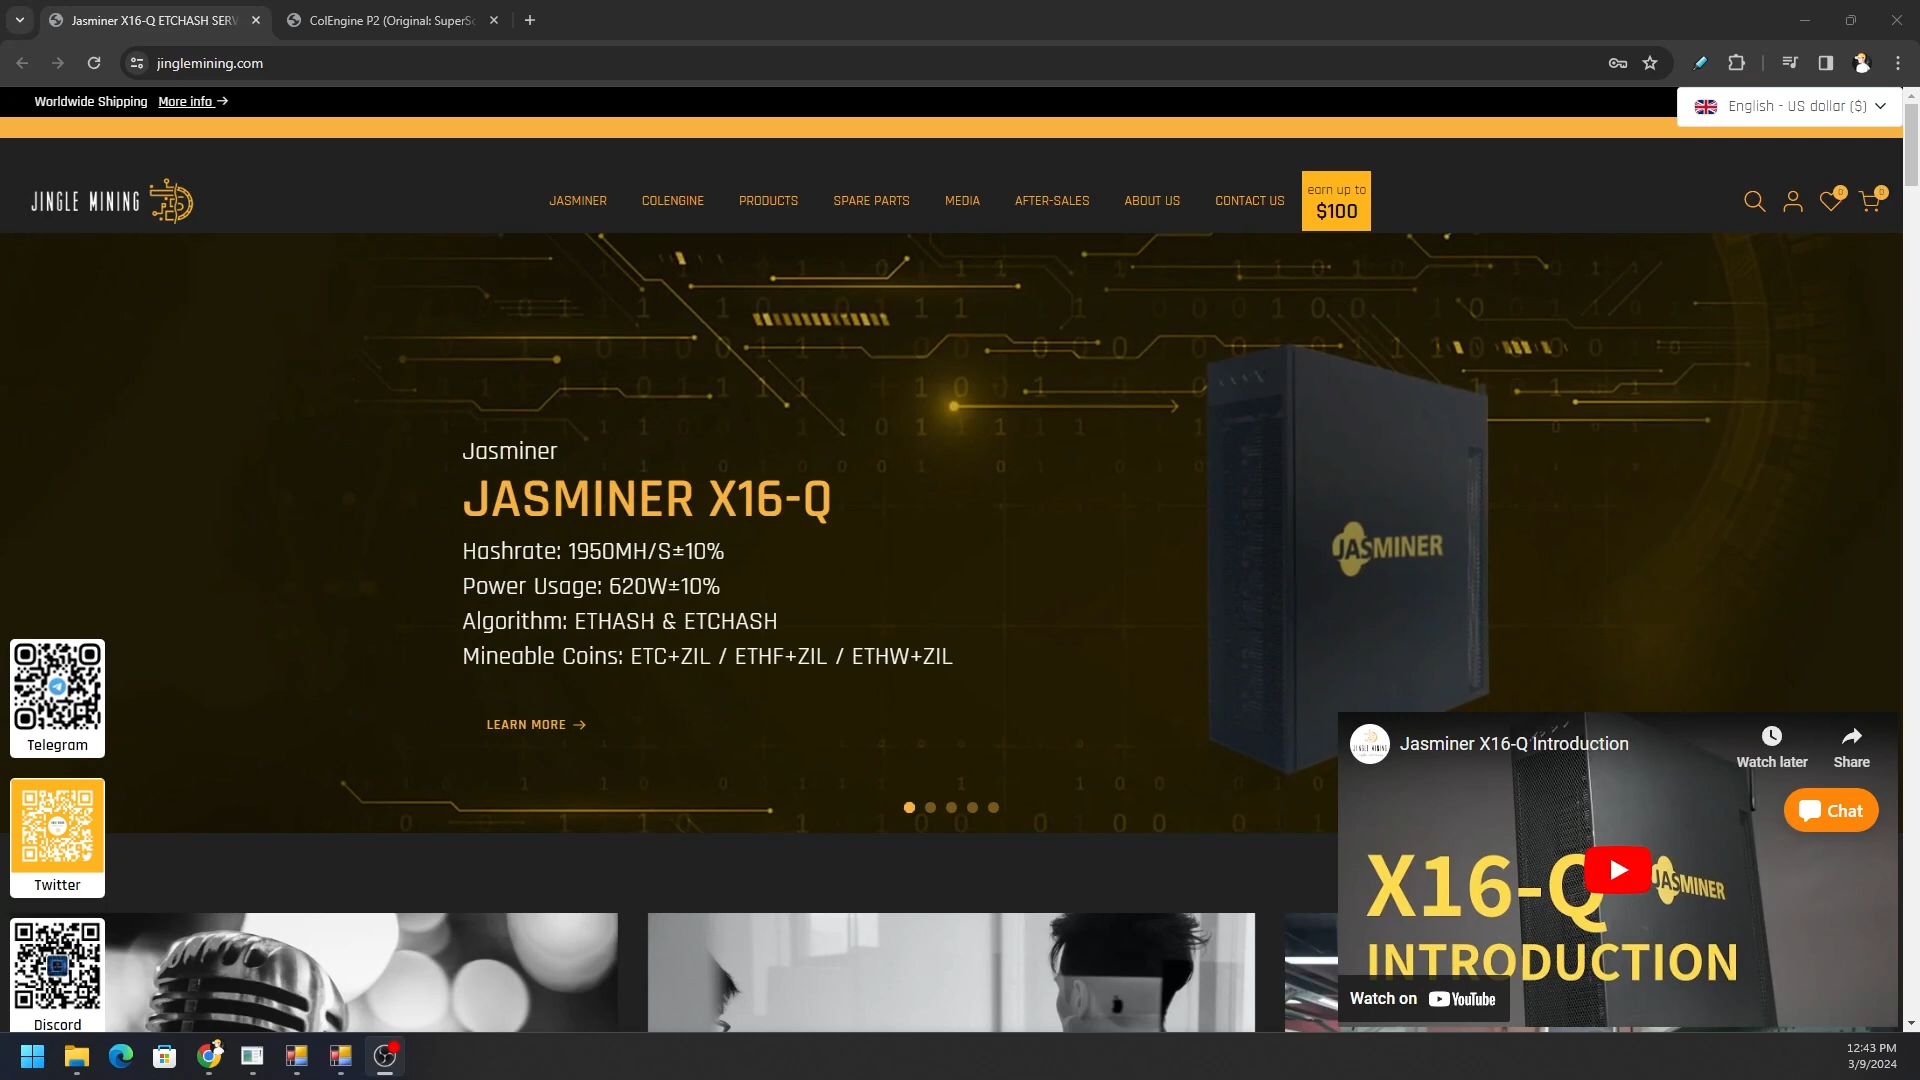 Jasminer X16-Q ETCHASH SERV
ColEngine P2 (Original: SuperSc
jinglemining.com
Worldwide Shipping More info
English - US dollar ($)
JINGLE MINING
JASMINER
COLENGINE
PRODUCTS
SPARE PARTS
MEDIA
AFTER-SALES
ABOUT US
CONTACT US
earn up to
$100
0
0
Jasminer
JASMINER X16-Q
Hashrate: 1950MH/S±10%
Power Usage: 620W±10%
Algorithm: ETHASH & ETCHASH
Mineable Coins: ETC+ZIL / ETHF+ZIL / ETHW+ZIL
LEARN MORE
JASMINER
Telegram
Twitter
Discord
Jasminer X16-Q Introduction
Watch later
Share
Chat
X16-Q
JASMINER
INTRODUCTION
Watch on YouTube
12:43 PM
3/9/2024